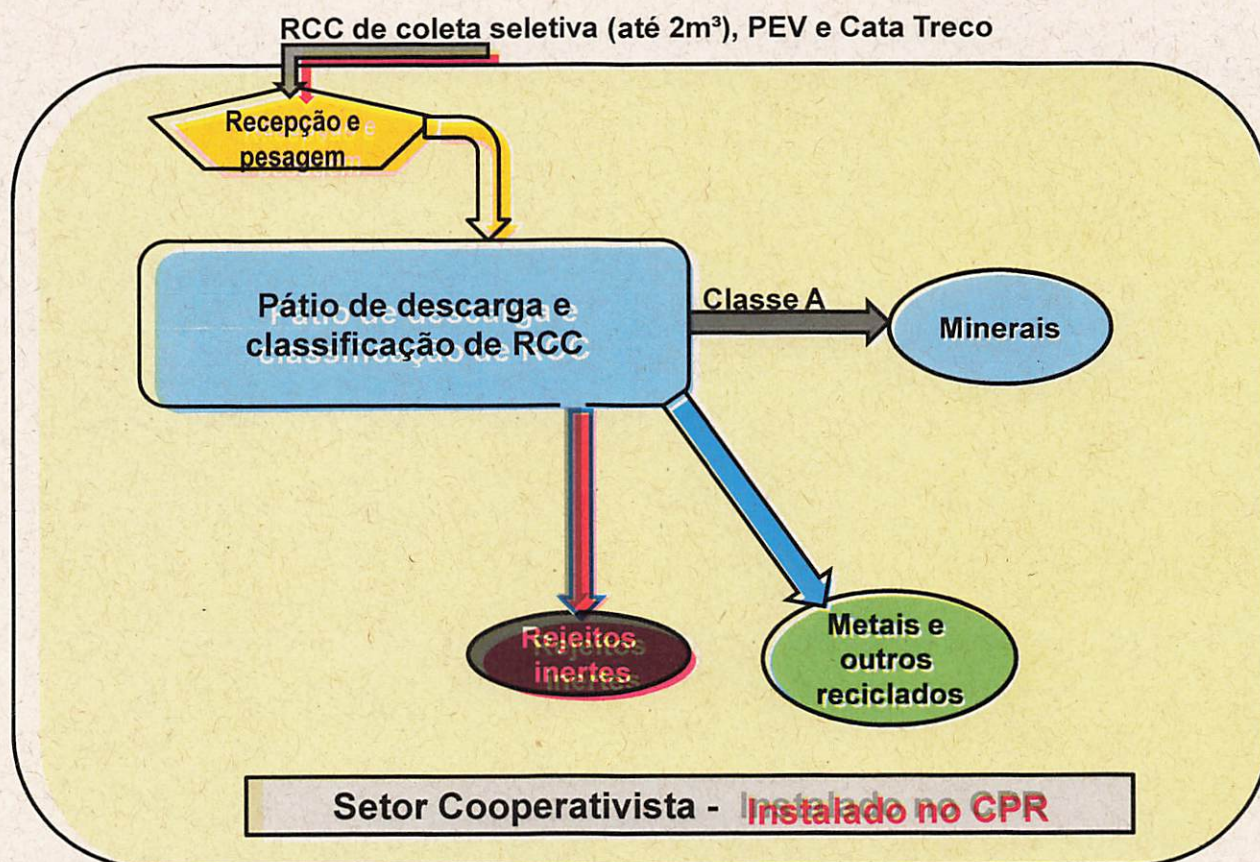 RCC de coleta seletiva (até 2m³), PEV e Cata Treco
Recepção e
pesagem
Pátio de descarga e
classificação de RCC
Classe A
Minerais
Rejeitos
inertes
Metais e
outros
reciclados
Setor Cooperativista - Instalado no CPR